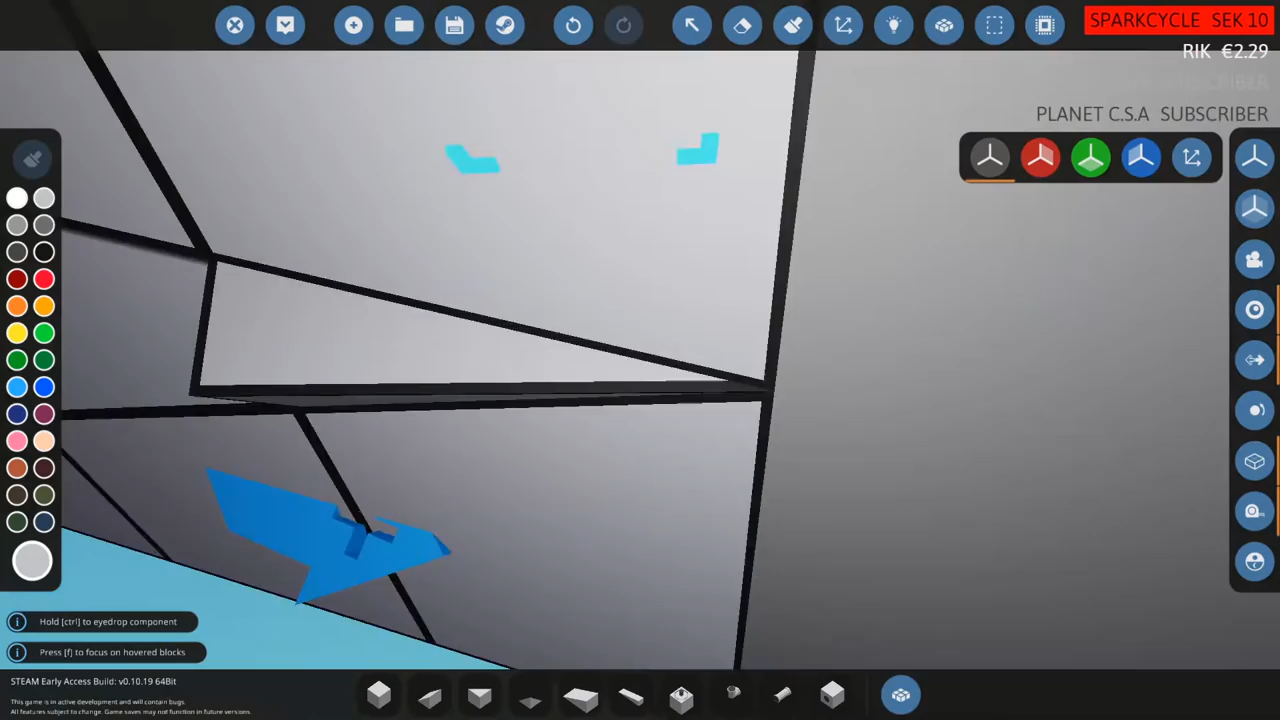 SPARKCYCLE SEK 10
RIK €2.29
SUBSCRIBER
PLANET C.S.A SUBSCRIBER
Hold [ctrl] to eyedrop component
Press [f] to focus on hovered blocks
STEAM Early Access Build: v0.10.19 64Bit
This game is in active development and will contain bugs.
All features subject to change. Game saves may not function in future versions.